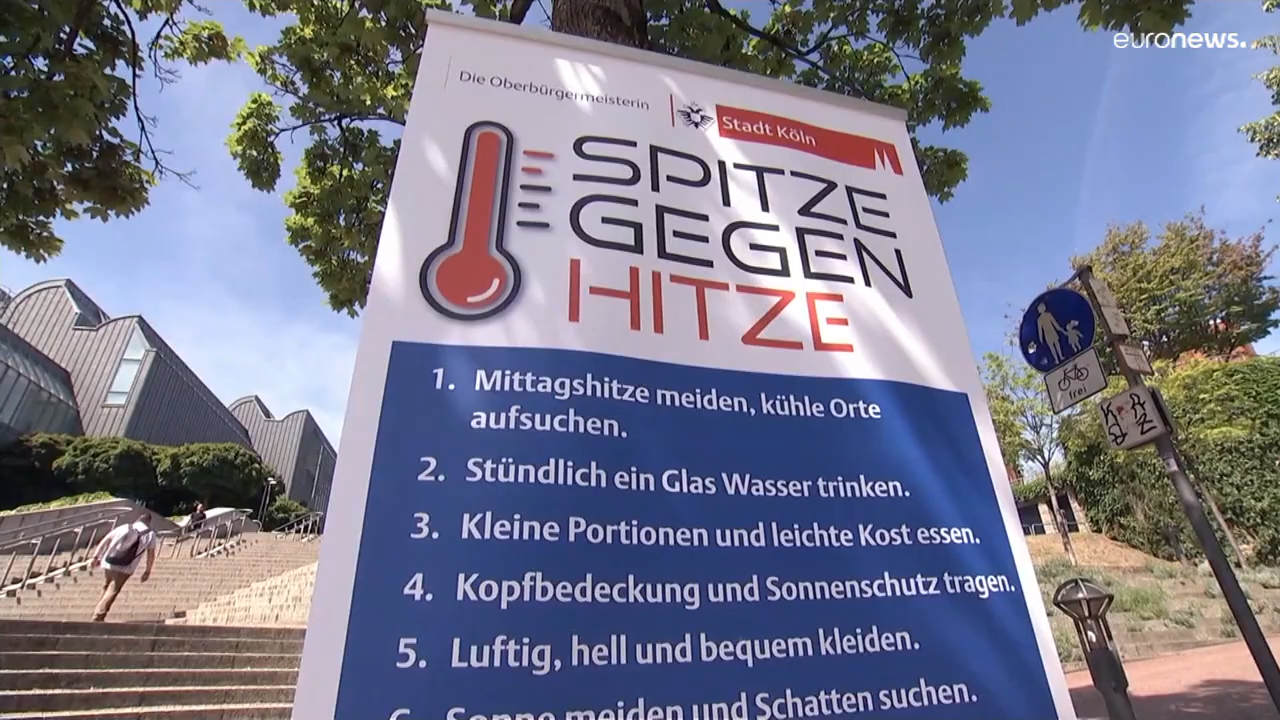 euronews.
Die Oberbürgermeisterin
Stadt Köln
SPITZE
GEGEN
HITZE
1. Mittagshitze meiden, kühle Orte
aufsuchen.
2. Stündlich ein Glas Wasser trinken.
3. Kleine Portionen und leichte Kost essen.
4. Kopfbedeckung und Sonnenschutz tragen.
5. Luftig, hell und bequem kleiden.
6. Sonne meiden und Schatten suchen.
frei